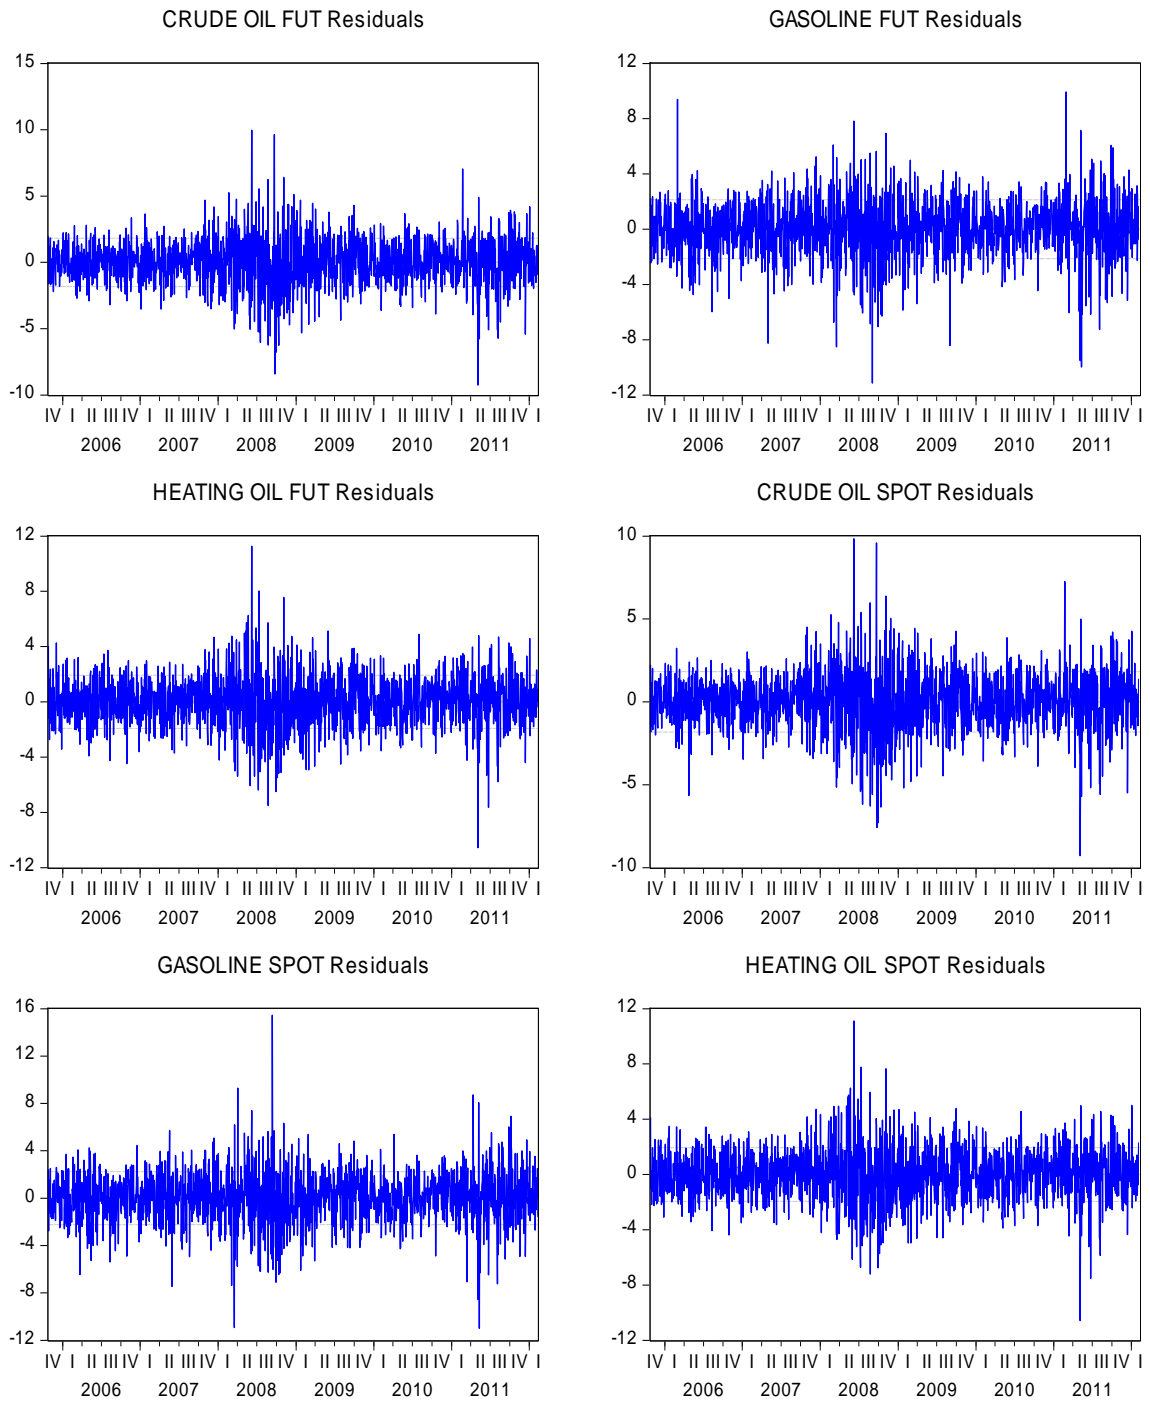 CRUDE OIL FUT Residuals
15
10
5
0
-5
-10
IV I II III IV I II III IV I II III IV I II III IV I II III IV I II III IV I
2006 2007 2008 2009 2010 2011
GASOLINE FUT Residuals
12
8
4
0
-4
-8
-12
IV I II III IV I II III IV I II III IV I II III IV I II III IV I II III IV I
2006 2007 2008 2009 2010 2011
HEATING OIL FUT Residuals
12
8
4
0
-4
-8
-12
IV I II III IV I II III IV I II III IV I II III IV I II III IV I II III IV I
2006 2007 2008 2009 2010 2011
CRUDE OIL SPOT Residuals
10
5
0
-5
-10
IV I II III IV I II III IV I II III IV I II III IV I II III IV I II III IV I
2006 2007 2008 2009 2010 2011
GASOLINE SPOT Residuals
16
12
8
4
0
-4
-8
-12
IV I II III IV I II III IV I II III IV I II III IV I II III IV I II III IV I
2006 2007 2008 2009 2010 2011
HEATING OIL SPOT Residuals
12
8
4
0
-4
-8
-12
IV I II III IV I II III IV I II III IV I II III IV I II III IV I II III IV I
2006 2007 2008 2009 2010 2011